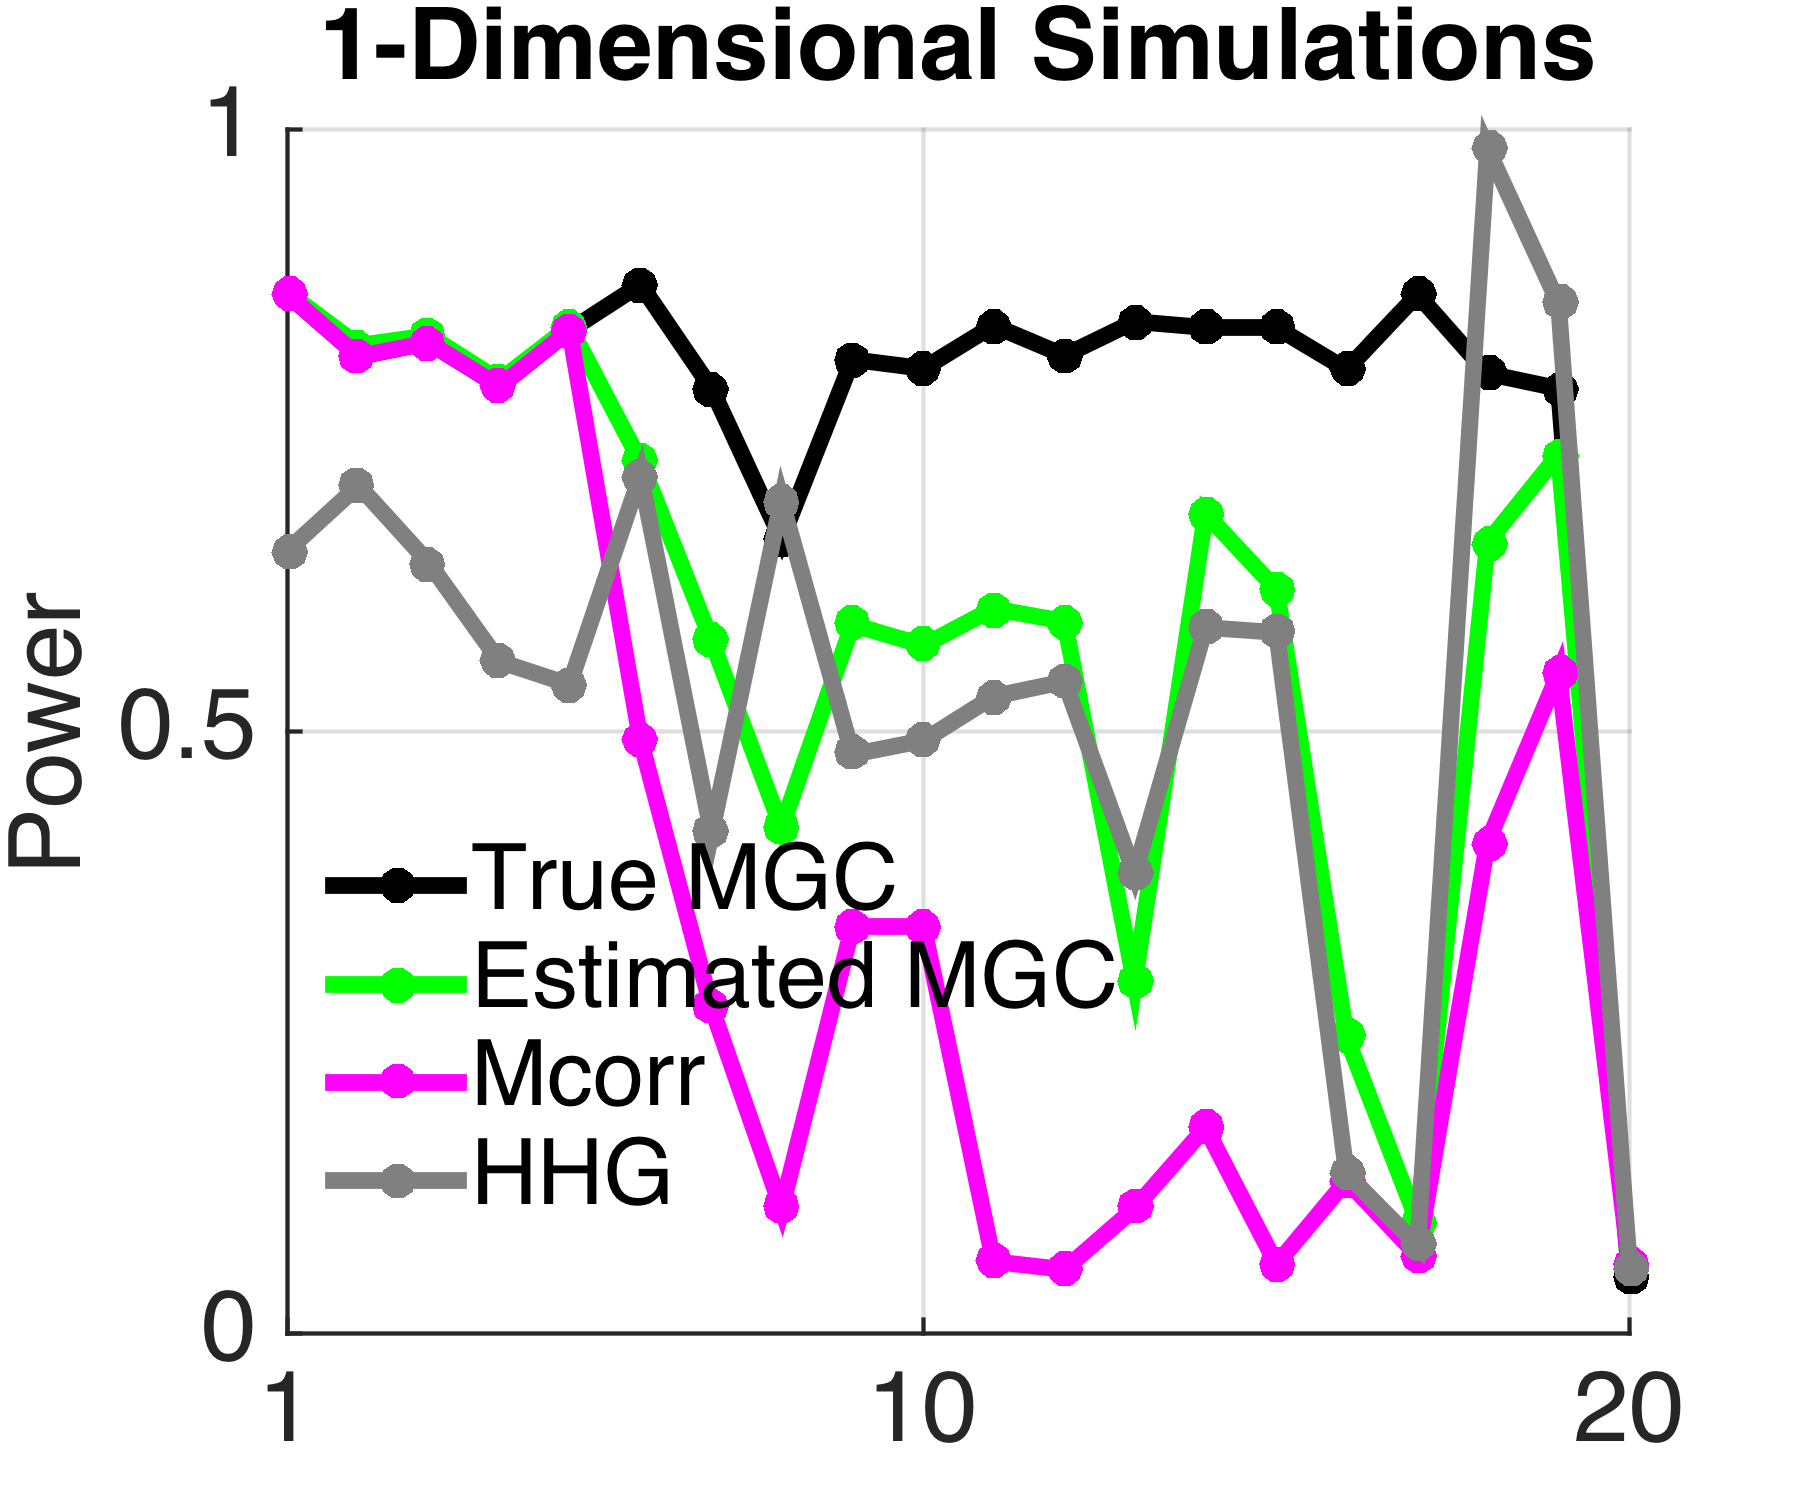 1-Dimensional Simulations
1
0.5
0
Power
True MGC
Estimated MGC
Mcorr
HHG
1 10 20